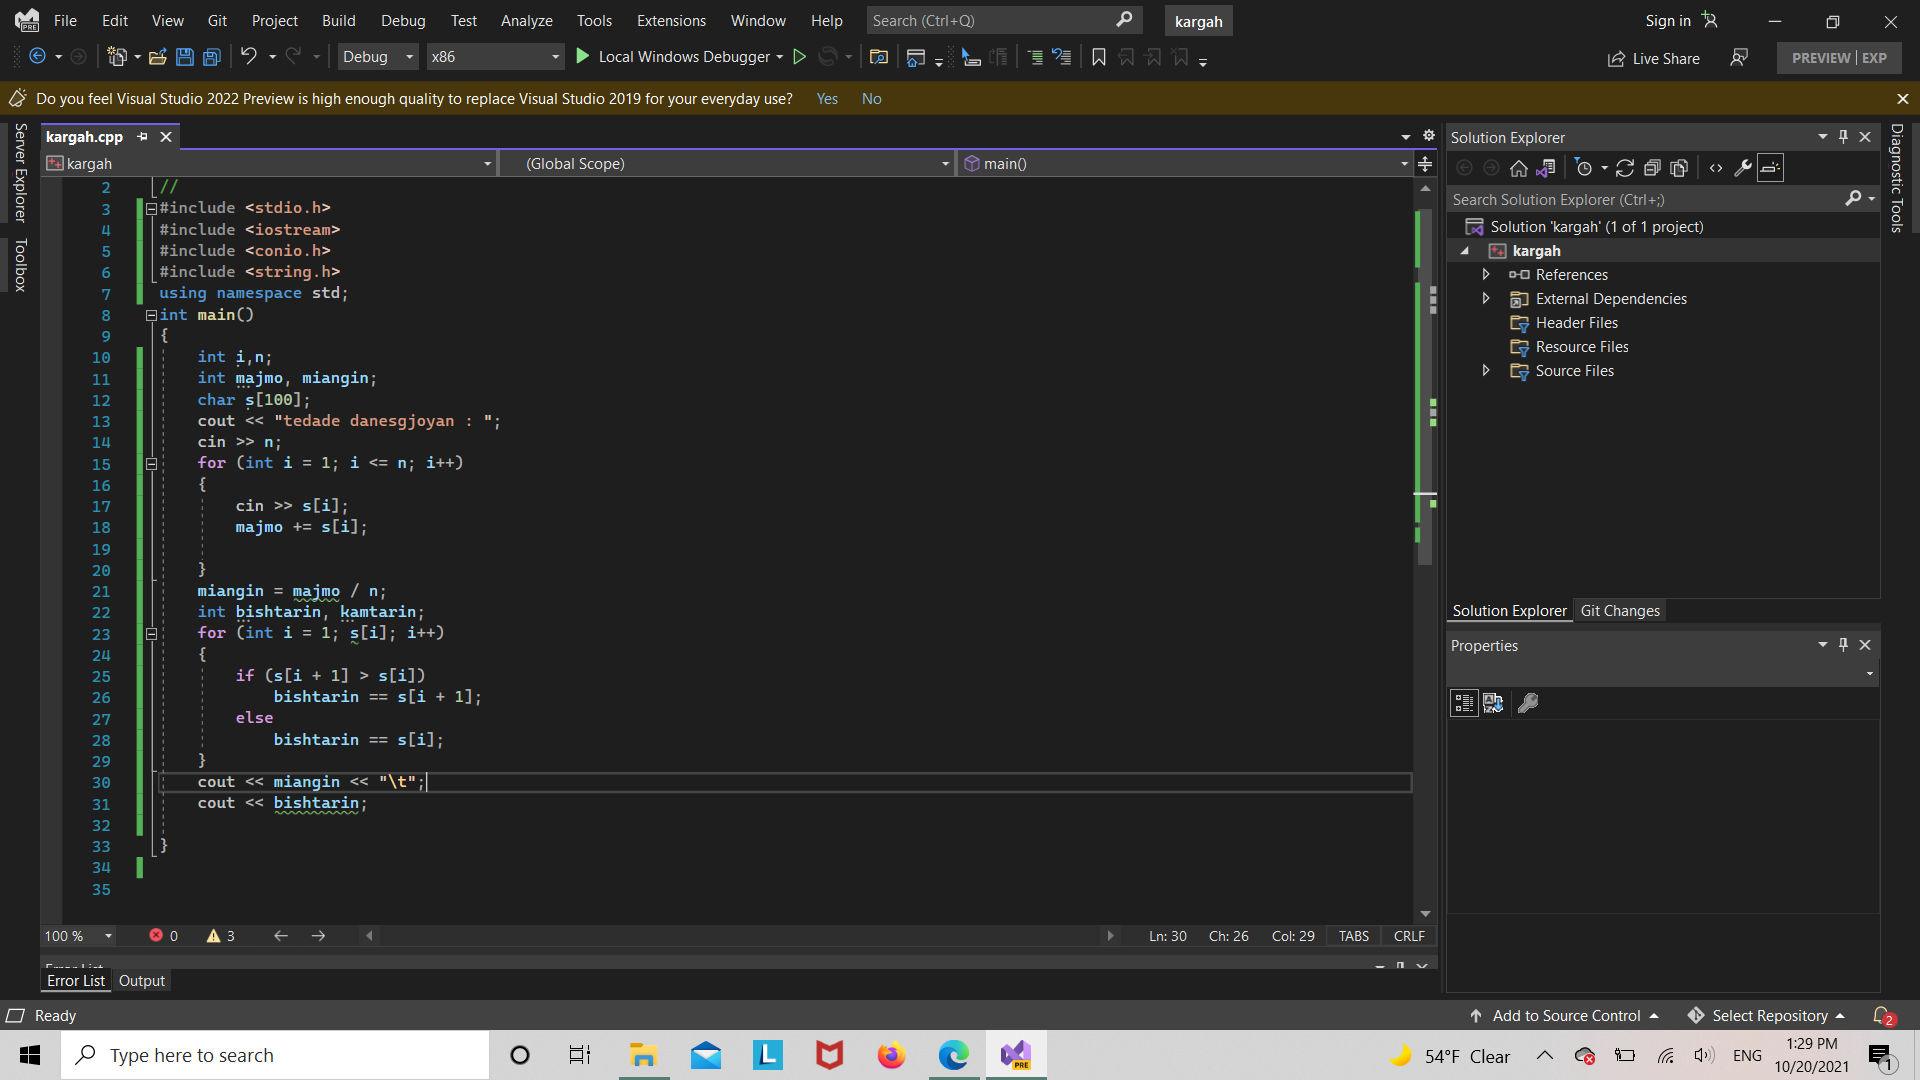 File Edit View Git Project Build Debug Test Analyze Tools Extensions Window Help Search (Ctrl+Q) kargah Sign in
Debug x86 Local Windows Debugger Live Share PREVIEW EXP
Do you feel Visual Studio 2022 Preview is high enough quality to replace Visual Studio 2019 for your everyday use? Yes No
Server Explorer
Toolbox
kargah.cpp
kargah (Global Scope) main()
2 //
3 #include <stdio.h>
4 #include <iostream>
5 #include <conio.h>
6 #include <string.h>
7 using namespace std;
8 int main()
9 {
10 int i,n;
11 int majmo, miangin;
12 char s[100];
13 cout << "tedade danesgjoyan : ";
14 cin >> n;
15 for (int i = 1; i <= n; i++)
16 {
17 cin >> s[i];
18 majmo += s[i];
19
20 }
21 miangin = majmo / n;
22 int bishtarin, kamtarin;
23 for (int i = 1; s[i]; i++)
24 {
25 if (s[i + 1] > s[i])
26 bishtarin == s[i + 1];
27 else
28 bishtarin == s[i];
29 }
30 cout << miangin << "\t";
31 cout << bishtarin;
32
33 }
34
35
100 % 0 3 Ln: 30 Ch: 26 Col: 29 TABS CRLF
Error List
Error List Output
Solution Explorer
Search Solution Explorer (Ctrl+;)
Solution 'kargah' (1 of 1 project)
kargah
References
External Dependencies
Header Files
Resource Files
Source Files
Solution Explorer Git Changes
Properties
Diagnostic Tools
Ready Add to Source Control Select Repository 2
Type here to search L PRE 54°F Clear ENG 1:29 PM
10/20/2021 1